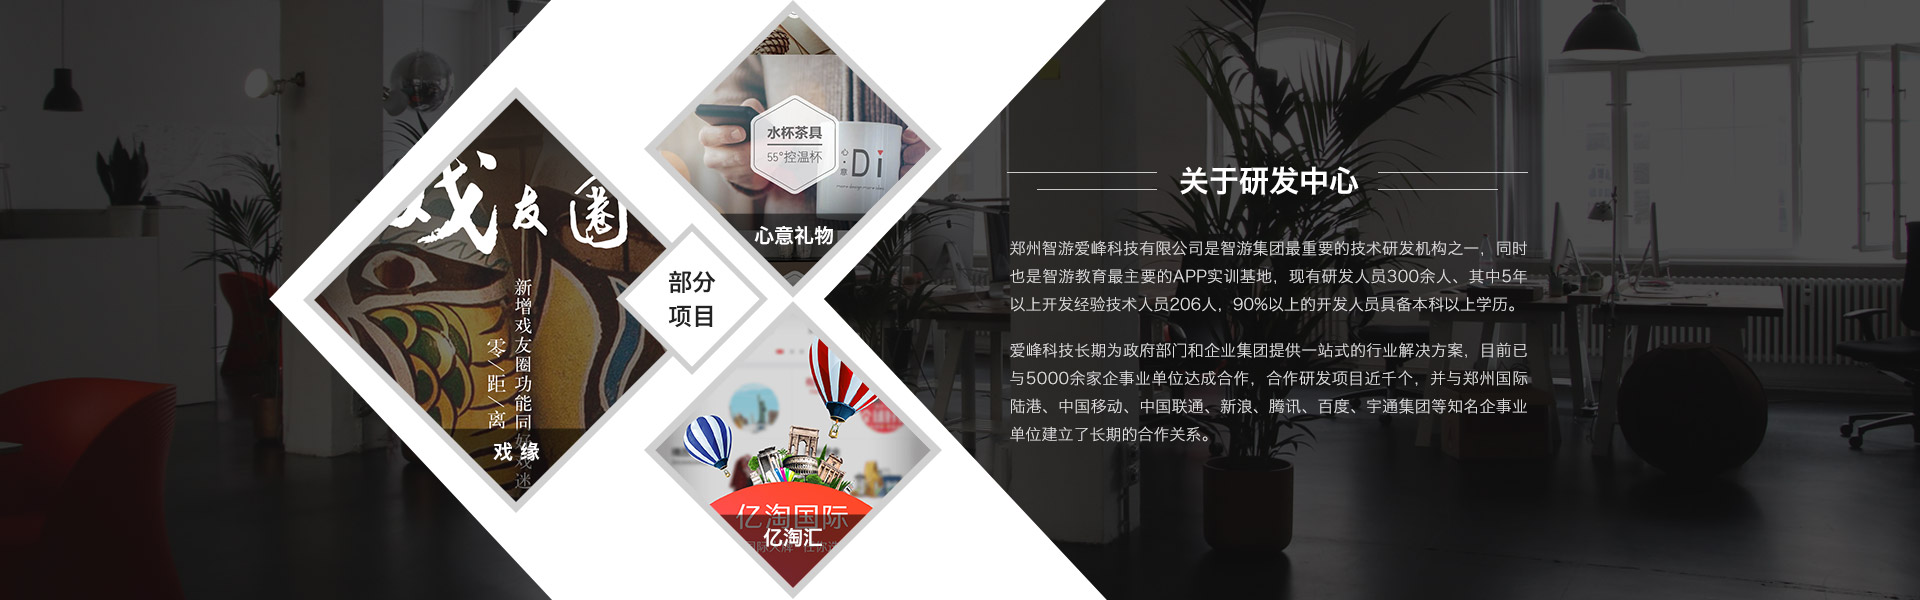 戏友圈
新增戏友圈功能同好戏迷
零／距／离
戏 缘
水杯茶具
55°控温杯
心·意
Di
心意礼物
部分
项目
亿淘国际
亿淘汇
关于研发中心
郑州智游爱峰科技有限公司是智游集团最重要的技术研发机构之一，同时
也是智游教育最主要的APP实训基地，现有研发人员300余人、其中5年
以上开发经验技术人员206人，90%以上的开发人员具备本科以上学历。
爱峰科技长期为政府部门和企业集团提供一站式的行业解决方案，目前已
与5000余家企事业单位达成合作，合作研发项目近千个，并与郑州国际
陆港、中国移动、中国联通、新浪、腾讯、百度、宇通集团等知名企事业
单位建立了长期的合作关系。